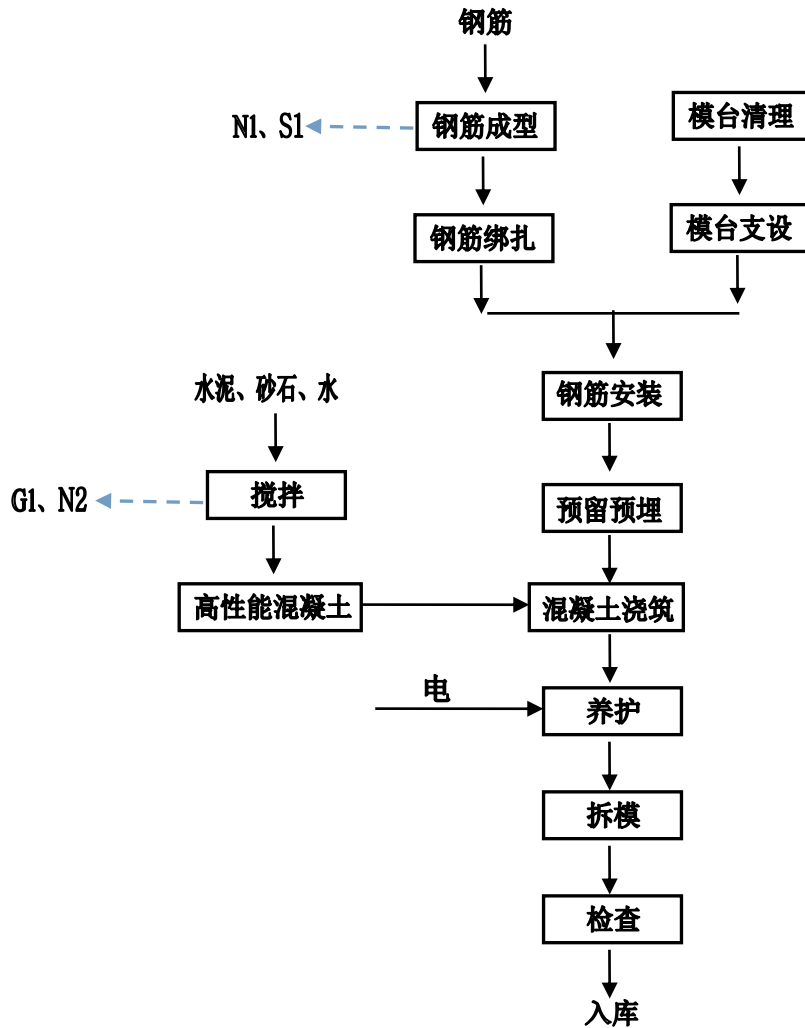 钢筋
N1、S1
钢筋成型
模台清理
钢筋绑扎
模台支设
水泥、砂石、水
钢筋安装
G1、N2
搅拌
预留预埋
高性能混凝土
混凝土浇筑
电
养护
拆模
检查
入库